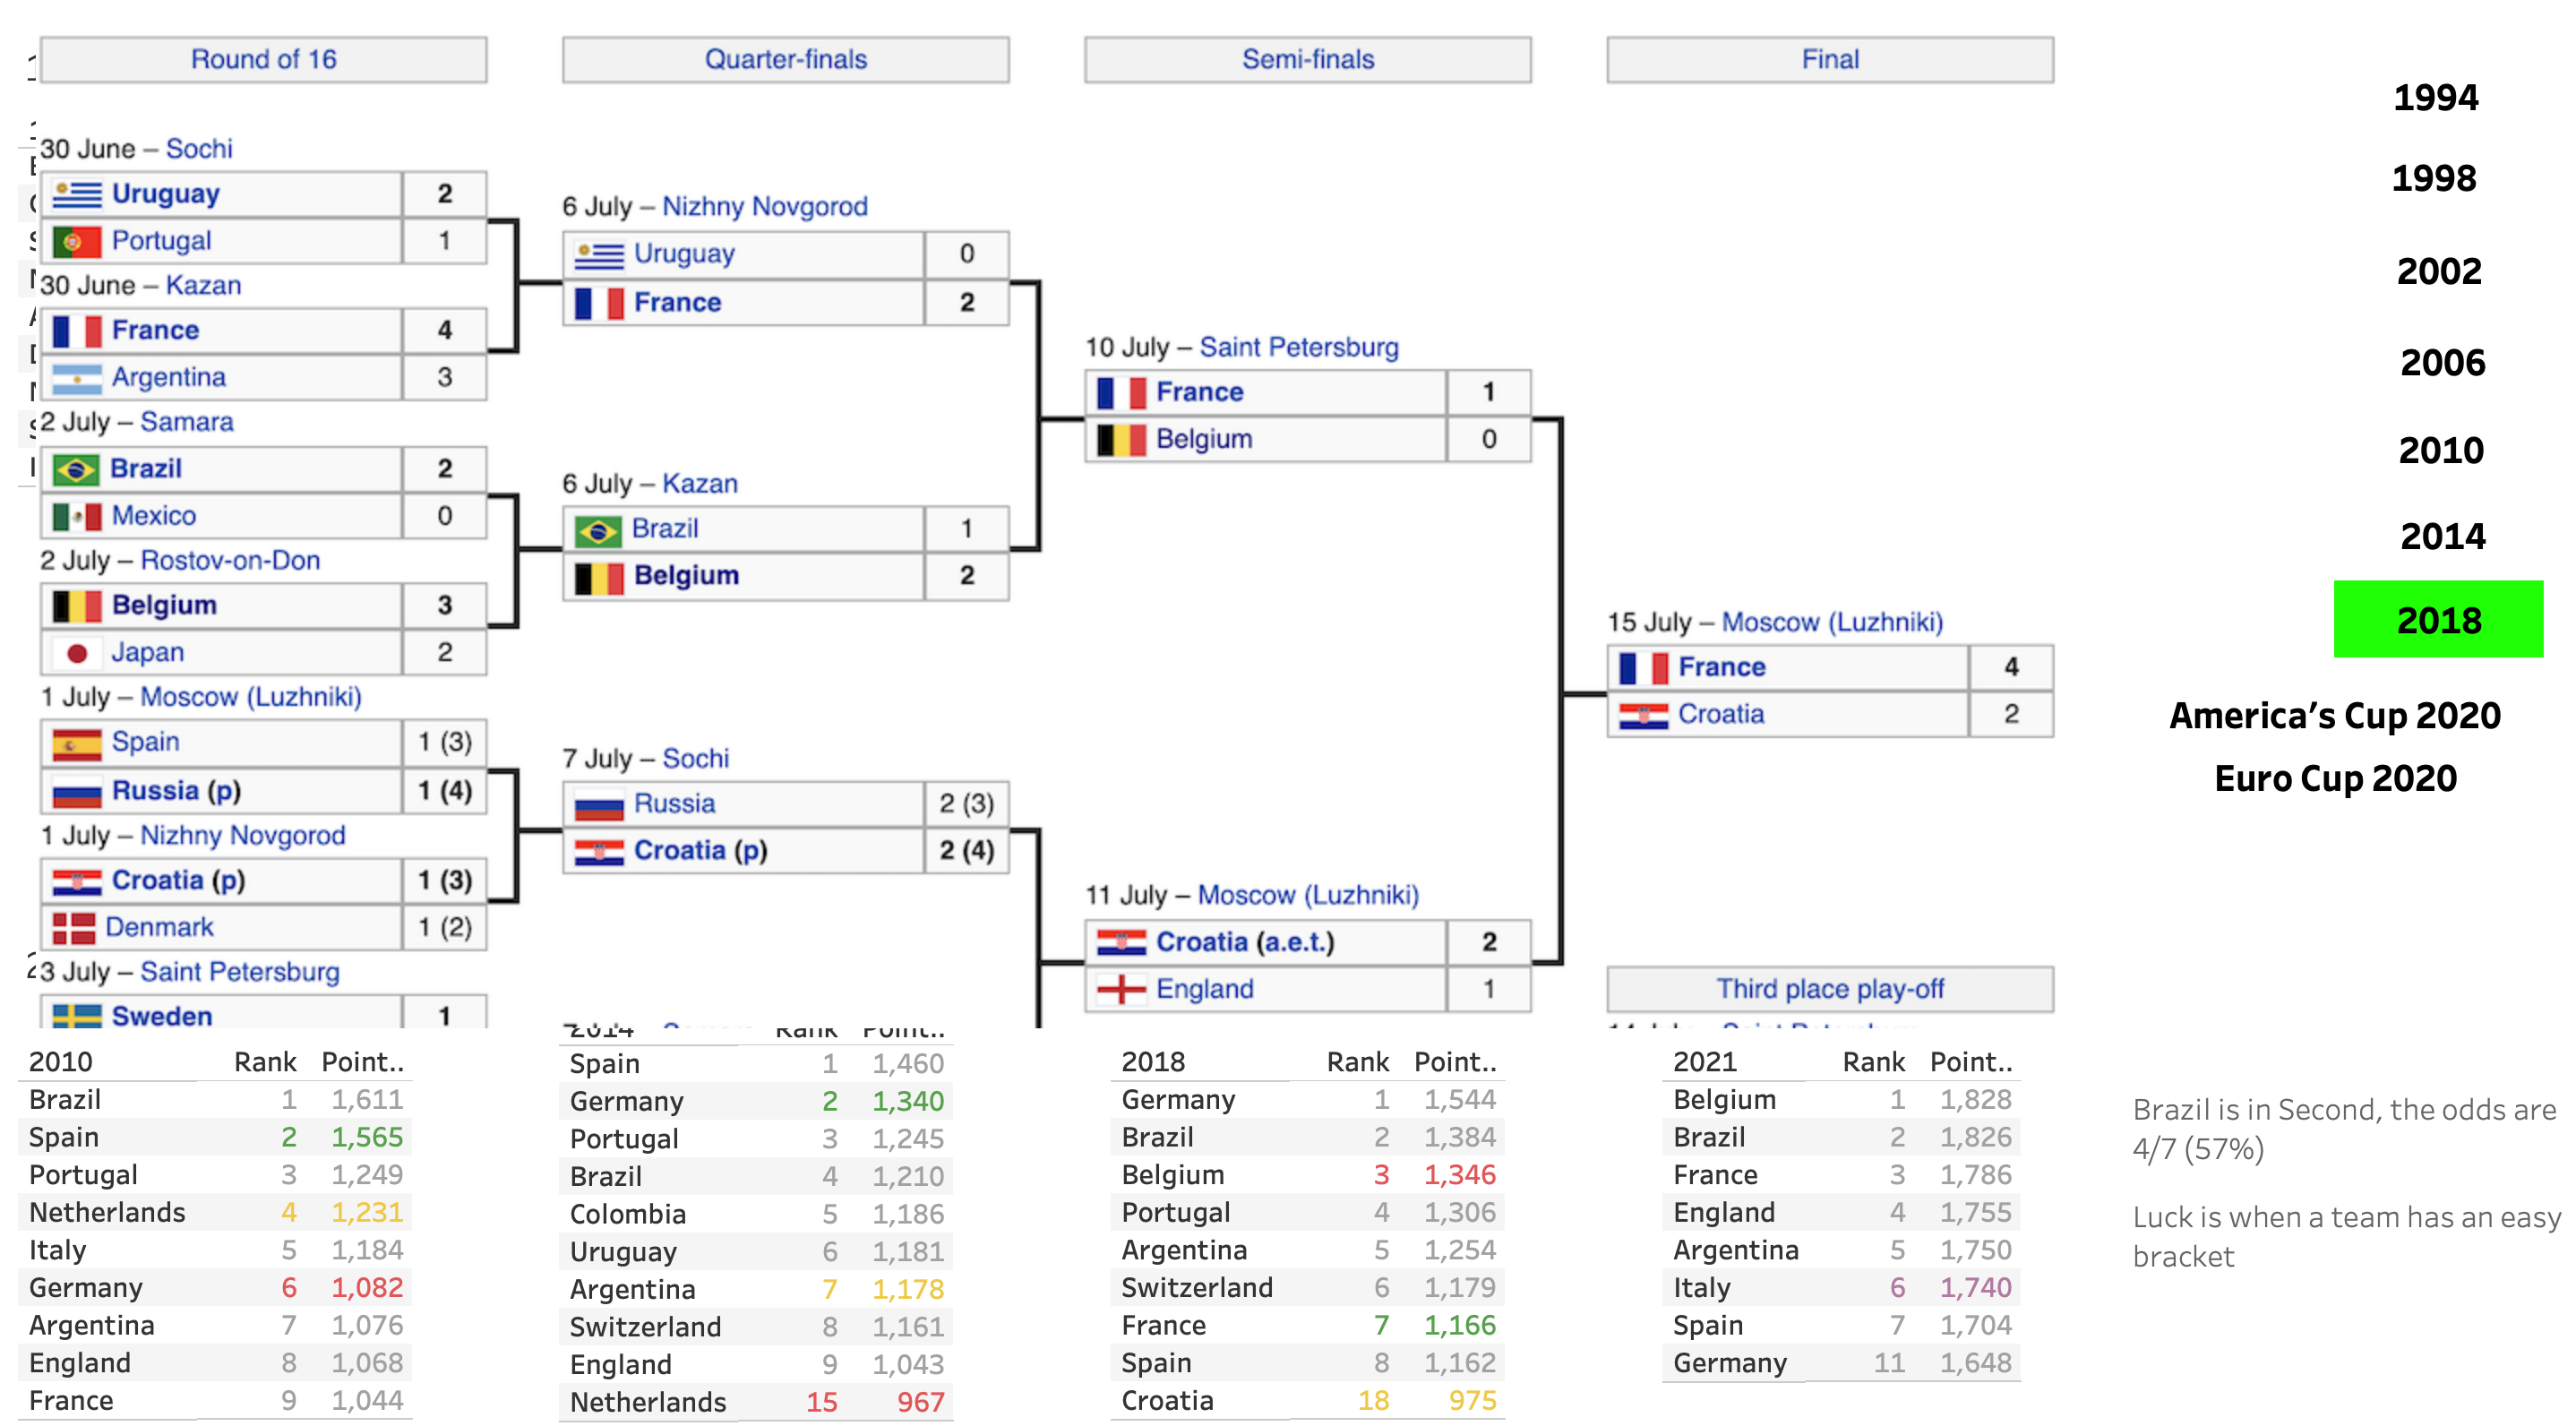 Round of 16
Quarter-finals
Semi-finals
Final
30 June – Sochi
Uruguay 2
Portugal 1
30 June – Kazan
France 4
Argentina 3
2 July – Samara
Brazil 2
Mexico 0
2 July – Rostov-on-Don
Belgium 3
Japan 2
1 July – Moscow (Luzhniki)
Spain 1 (3)
Russia (p) 1 (4)
1 July – Nizhny Novgorod
Croatia (p) 1 (3)
Denmark 1 (2)
3 July – Saint Petersburg
Sweden 1
6 July – Nizhny Novgorod
Uruguay 0
France 2
6 July – Kazan
Brazil 1
Belgium 2
7 July – Sochi
Russia 2 (3)
Croatia (p) 2 (4)
10 July – Saint Petersburg
France 1
Belgium 0
11 July – Moscow (Luzhniki)
Croatia (a.e.t.) 2
England 1
15 July – Moscow (Luzhniki)
France 4
Croatia 2
Third place play-off
1994
1998
2002
2006
2010
2014
2018
America's Cup 2020
Euro Cup 2020
2010 Rank Point..
Brazil 1 1,611
Spain 2 1,565
Portugal 3 1,249
Netherlands 4 1,231
Italy 5 1,184
Germany 6 1,082
Argentina 7 1,076
England 8 1,068
France 9 1,044
2014 Rank Point..
Spain 1 1,460
Germany 2 1,340
Portugal 3 1,245
Brazil 4 1,210
Colombia 5 1,186
Uruguay 6 1,181
Argentina 7 1,178
Switzerland 8 1,161
England 9 1,043
Netherlands 15 967
2018 Rank Point..
Germany 1 1,544
Brazil 2 1,384
Belgium 3 1,346
Portugal 4 1,306
Argentina 5 1,254
Switzerland 6 1,179
France 7 1,166
Spain 8 1,162
Croatia 18 975
2021 Rank Point..
Belgium 1 1,828
Brazil 2 1,826
France 3 1,786
England 4 1,755
Argentina 5 1,750
Italy 6 1,740
Spain 7 1,704
Germany 11 1,648
Brazil is in Second, the odds are
4/7 (57%)
Luck is when a team has an easy
bracket